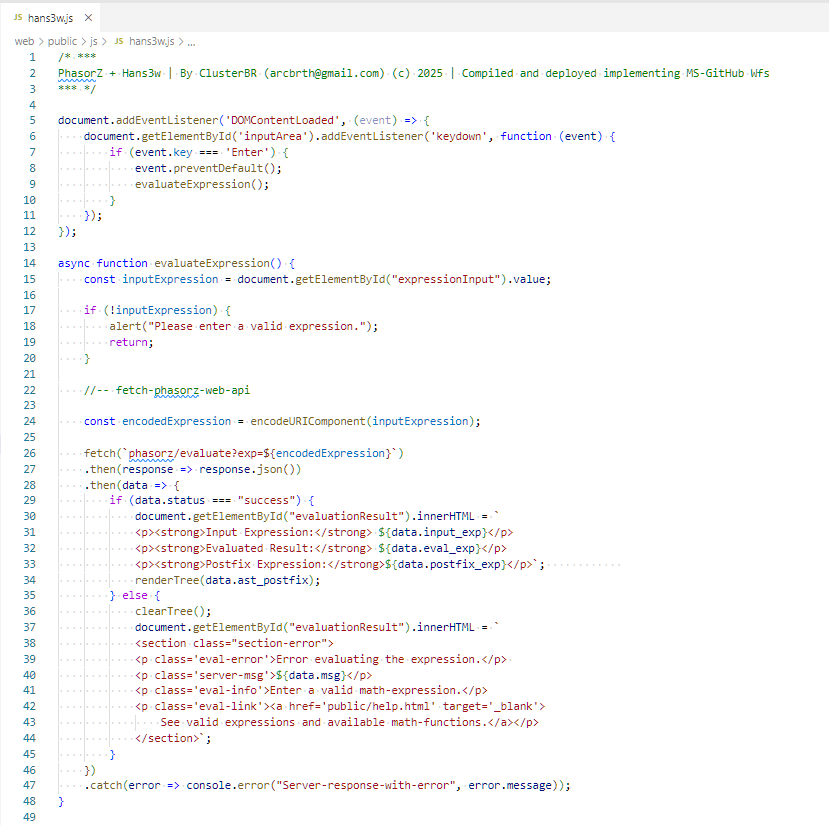 JS hans3w.js ×
web > public > js > JS hans3w.js > ...
1 /* ***
2 PhasorZ + Hans3w | By ClusterBR (arcbrth@gmail.com) (c) 2025 | Compiled and deployed implementing MS-GitHub Wfs
3 *** */
4
5 document.addEventListener('DOMContentLoaded', (event) => {
6     document.getElementById('inputArea').addEventListener('keydown', function (event) {
7         if (event.key === 'Enter') {
8             event.preventDefault();
9             evaluateExpression();
10         }
11     });
12 });
13
14 async function evaluateExpression() {
15     const inputExpression = document.getElementById("expressionInput").value;
16
17     if (!inputExpression) {
18         alert("Please enter a valid expression.");
19         return;
20     }
21
22     //-- fetch-phasorz-web-api
23
24     const encodedExpression = encodeURIComponent(inputExpression);
25
26     fetch(`phasorz/evaluate?exp=${encodedExpression}`)
27     .then(response => response.json())
28     .then(data => {
29         if (data.status === "success") {
30             document.getElementById("evaluationResult").innerHTML = `
31             <p><strong>Input Expression:</strong> ${data.input_exp}</p>
32             <p><strong>Evaluated Result:</strong> ${data.eval_exp}</p>
33             <p><strong>Postfix Expression:</strong>${data.postfix_exp}</p>`;
34             renderTree(data.ast_postfix);
35         } else {
36             clearTree();
37             document.getElementById("evaluationResult").innerHTML = `
38             <section class="section-error">
39             <p class='eval-error'>Error evaluating the expression.</p>
40             <p class='server-msg'>${data.msg}</p>
41             <p class='eval-info'>Enter a valid math-expression.</p>
42             <p class='eval-link'><a href='public/help.html' target='_blank'>
43                 See valid expressions and available math-functions.</a></p>
44             </section>`;
45         }
46     })
47     .catch(error => console.error("Server-response-with-error", error.message));
48 }
49